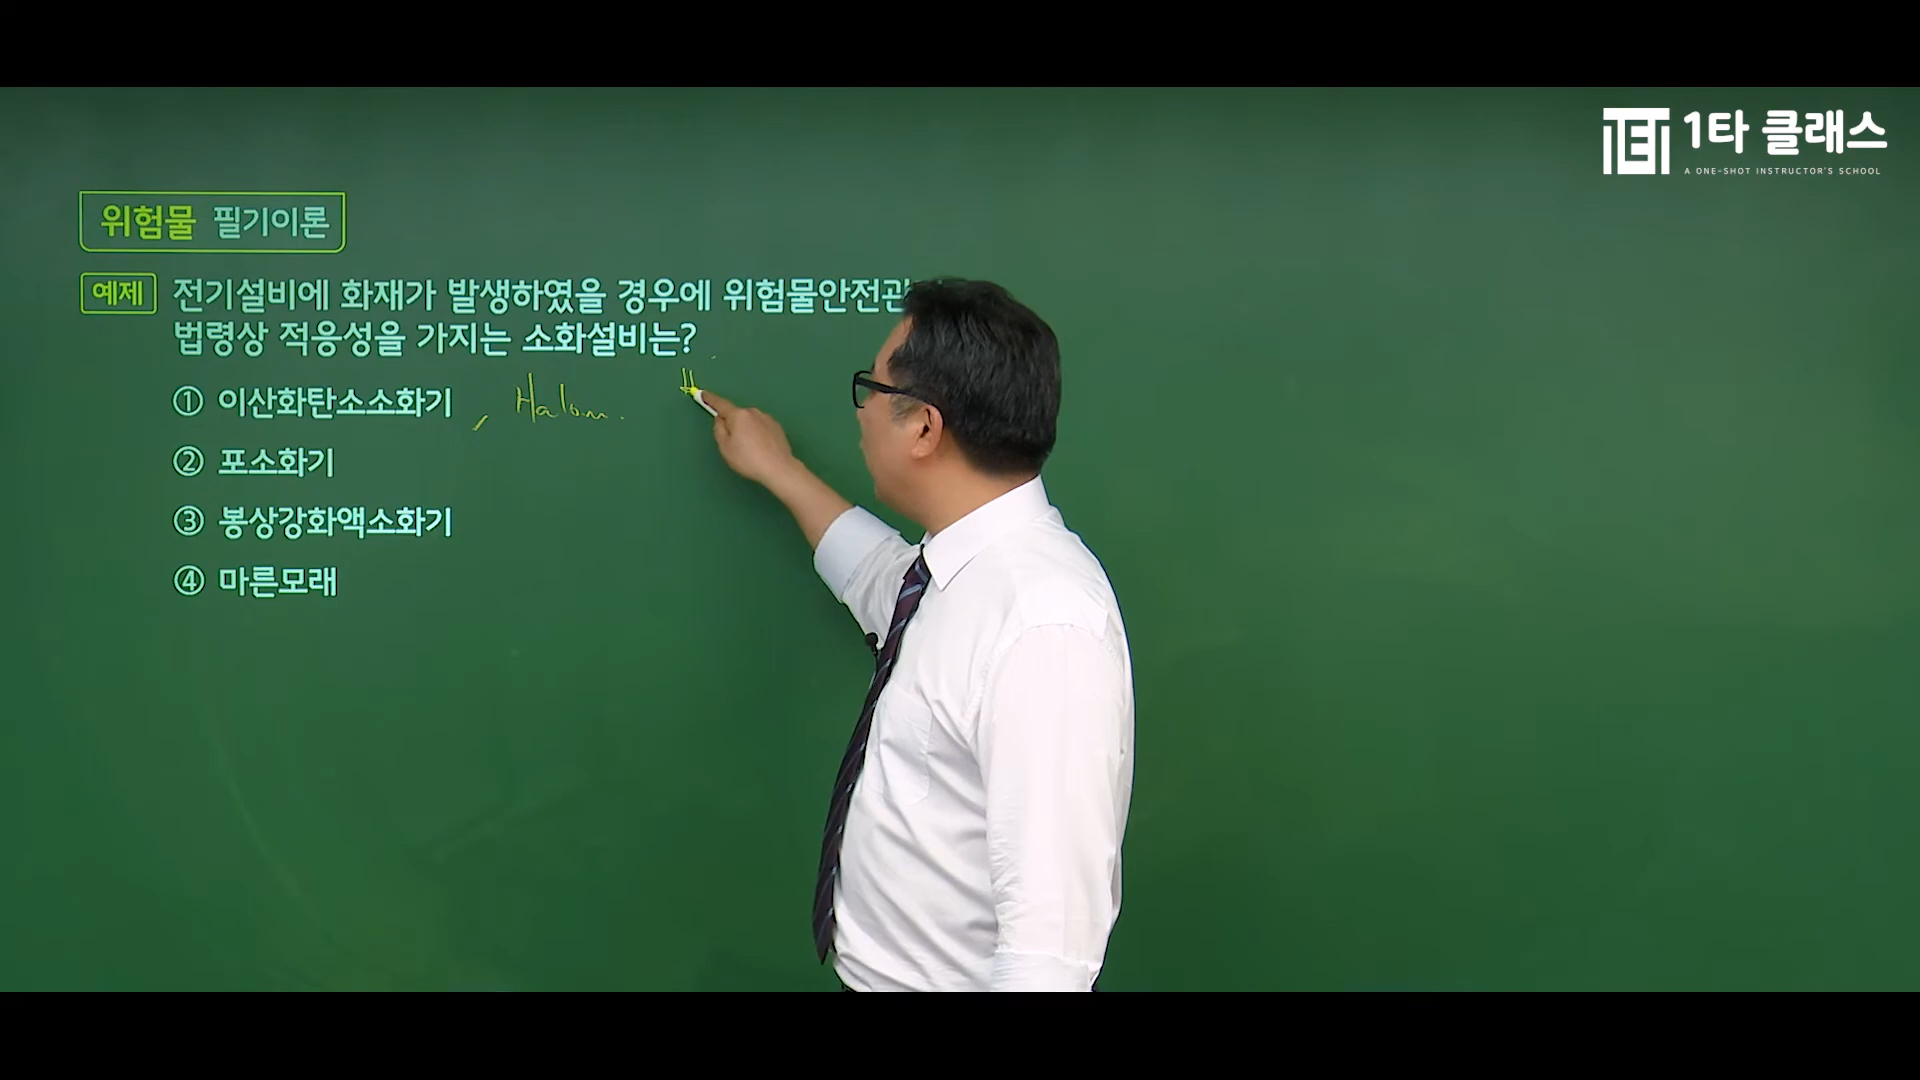 1타 클래스
A ONE-SHOT INSTRUCTOR'S SCHOOL
위험물 필기이론
예제 전기설비에 화재가 발생하였을 경우에 위험물안전관
법령상 적응성을 가지는 소화설비는?
① 이산화탄소소화기 , Halon.
② 포소화기
③ 봉상강화액소화기
④ 마른모래